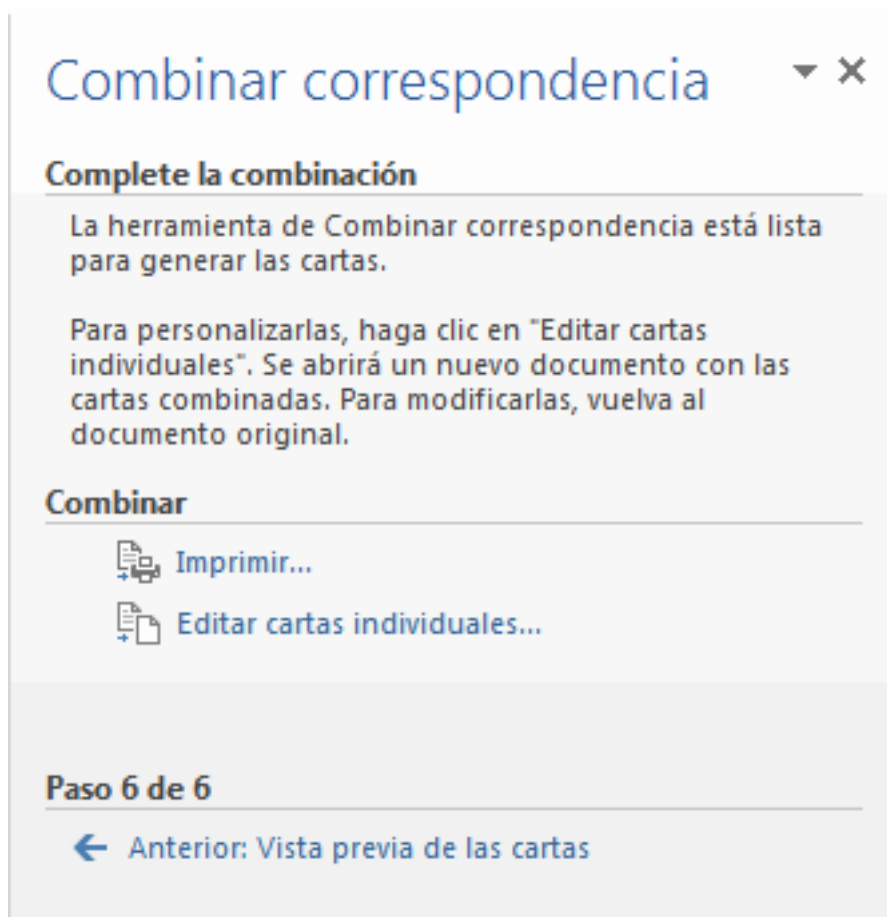 Combinar correspondencia
Complete la combinación
La herramienta de Combinar correspondencia está lista
para generar las cartas.
Para personalizarlas, haga clic en "Editar cartas
individuales". Se abrirá un nuevo documento con las
cartas combinadas. Para modificarlas, vuelva al
documento original.
Combinar
Imprimir...
Editar cartas individuales...
Paso 6 de 6
Anterior: Vista previa de las cartas